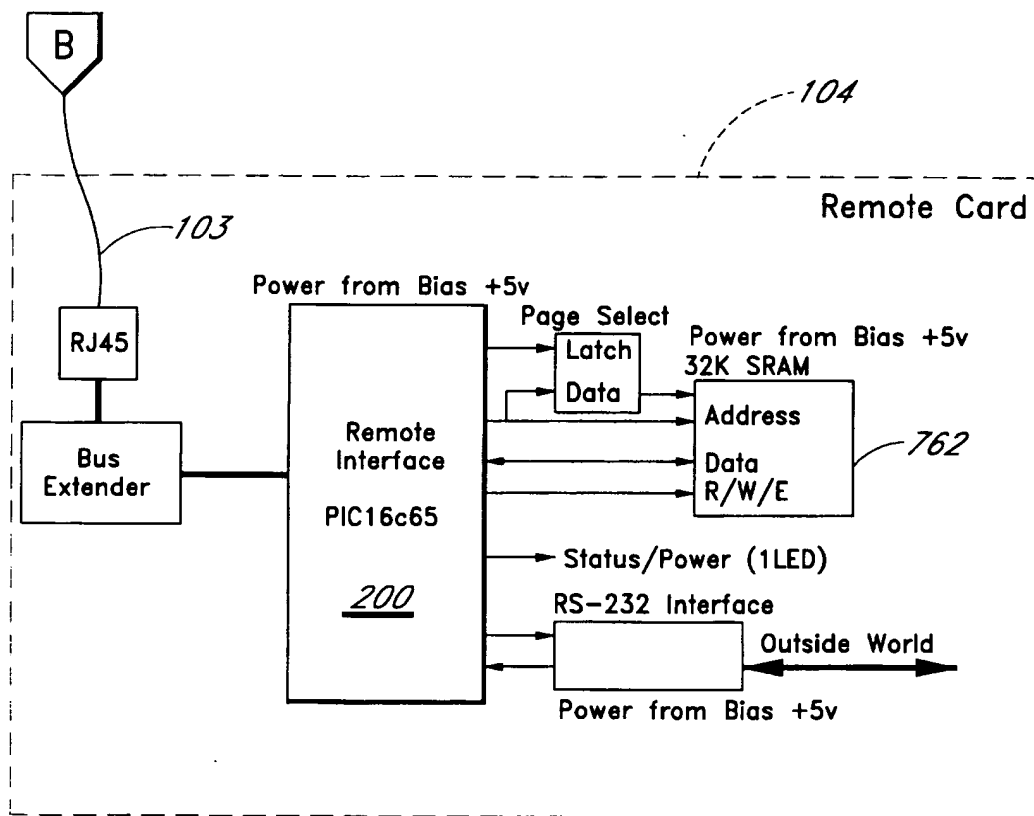 B
104
Remote Card
103
RJ45
Bus
Extender
Power from Bias +5v
Remote
Interface
PIC16c65
200
Page Select
Latch
Data
Power from Bias +5v
32K SRAM
Address
Data
R/W/E
762
Status/Power (1LED)
RS-232 Interface
Outside World
Power from Bias +5v